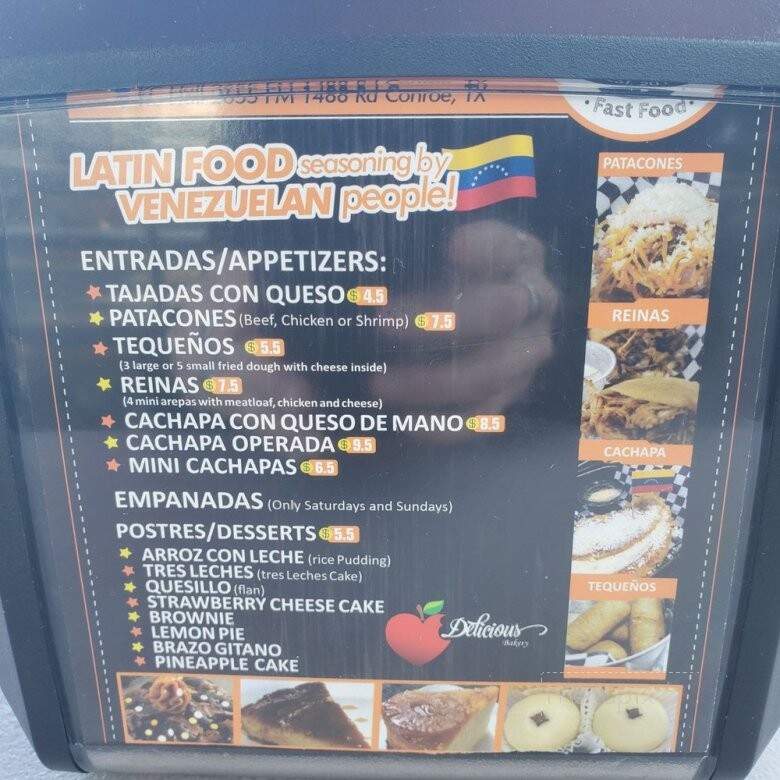 FM 1488 Rd Conroe, TX
Fast Food
LATIN FOOD seasoning by
VENEZUELAN people!
ENTRADAS/APPETIZERS:
TAJADAS CON QUESO $ 4.5
PATACONES (Beef, Chicken or Shrimp) $ 7.5
TEQUEÑOS $ 5.5
(3 large or 5 small fried dough with cheese inside)
REINAS $ 7.5
(4 mini arepas with meatloaf, chicken and cheese)
CACHAPA CON QUESO DE MANO $ 8.5
CACHAPA OPERADA $ 9.5
MINI CACHAPAS $ 6.5
EMPANADAS (Only Saturdays and Sundays)
POSTRES/DESSERTS $ 5.5
ARROZ CON LECHE (rice Pudding)
TRES LECHES (tres Leches Cake)
QUESILLO (flan)
STRAWBERRY CHEESE CAKE
BROWNIE
LEMON PIE
BRAZO GITANO
PINEAPPLE CAKE
Delicious
Bakery
PATACONES
REINAS
CACHAPA
TEQUEÑOS